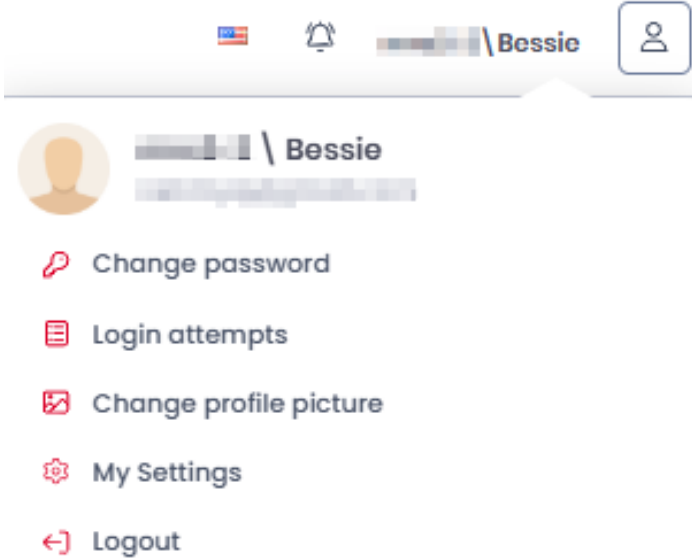 \Bessie
\ Bessie
Change password
Login attempts
Change profile picture
My Settings
Logout